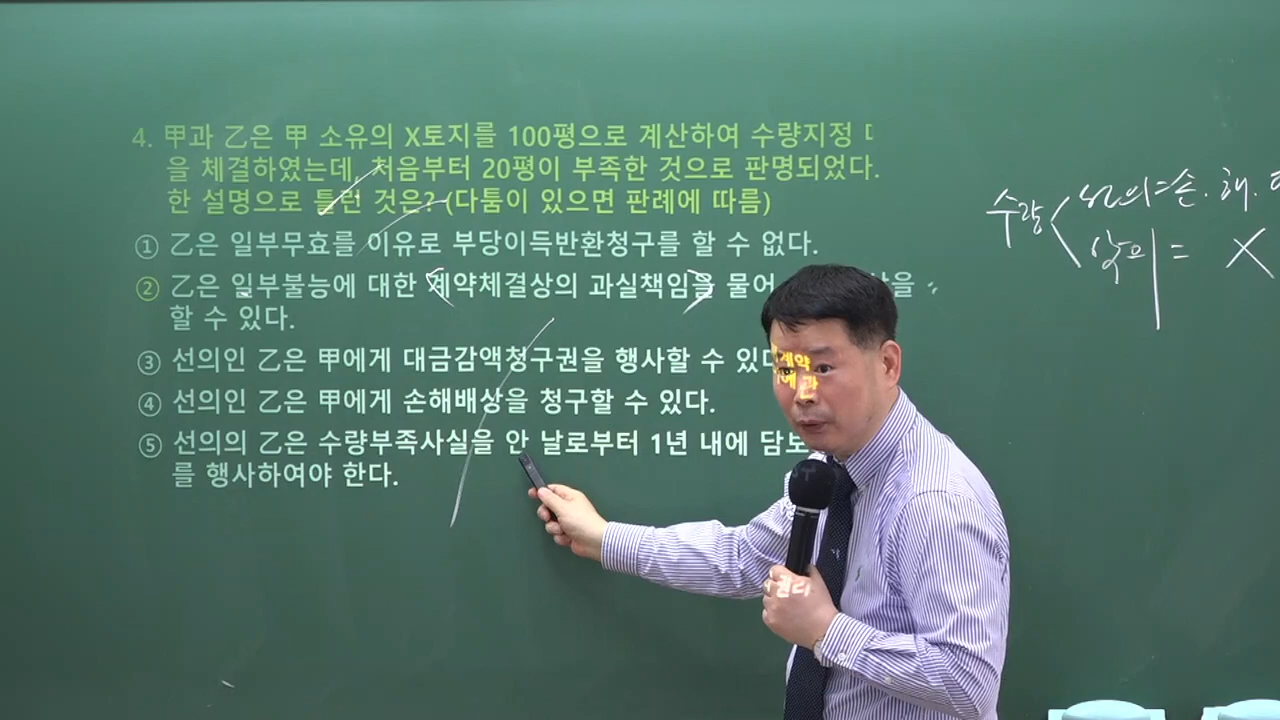 4. 甲과 乙은 甲 소유의 X토지를 100평으로 계산하여 수량지정
을 체결하였는데, 처음부터 20평이 부족한 것으로 판명되었다.
한 설명으로 틀린 것은? (다툼이 있으면 판례에 따름)
① 乙은 일부무효를 이유로 부당이득반환청구를 할 수 없다.
② 乙은 일부불능에 대한 계약체결상의 과실책임을 물어 을
할 수 있다.
③ 선의인 乙은 甲에게 대금감액청구권을 행사할 수 있
④ 선의인 乙은 甲에게 손해배상을 청구할 수 있다.
⑤ 선의의 乙은 수량부족사실을 안 날로부터 1년 내에 담보
를 행사하여야 한다.
계약
수량 선의=손.해.
악의= X